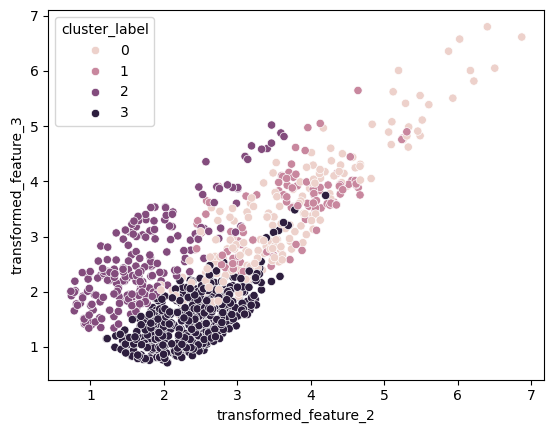 cluster_label
0
1
2
3
7
6
5
4
3
2
1
1 2 3 4 5 6 7
transformed_feature_3
transformed_feature_2